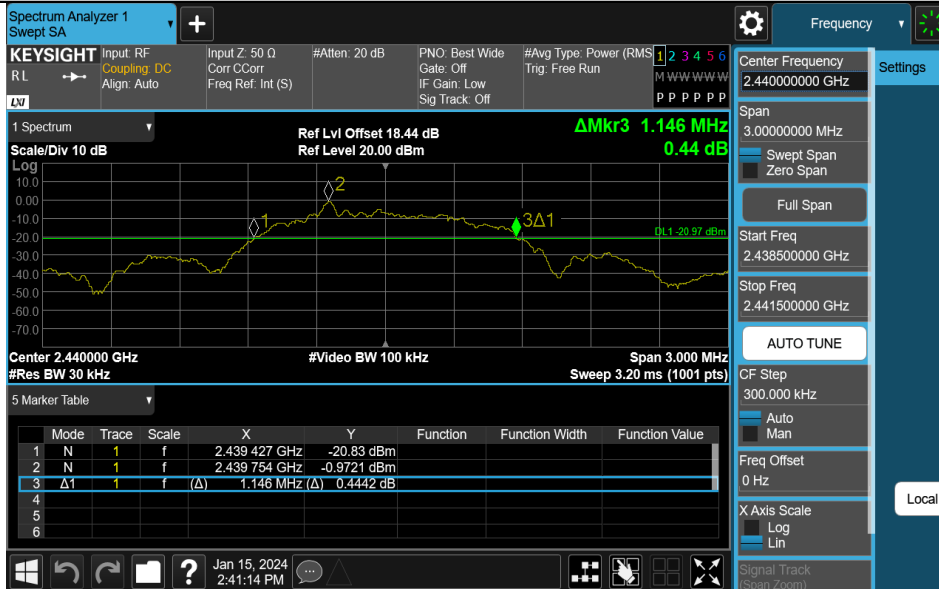 Spectrum Analyzer 1
Swept SA
+
Frequency
KEYSIGHT
RL
LXI
Input: RF
Coupling: DC
Align: Auto
Input Z: 50 Ω
Corr CCorr
Freq Ref: Int (S)
#Atten: 20 dB
PNO: Best Wide
Gate: Off
IF Gain: Low
Sig Track: Off
#Avg Type: Power (RMS
Trig: Free Run
1 2 3 4 5 6
M W W W W W
P P P P P P
1 Spectrum
Scale/Div 10 dB
Ref Lvl Offset 18.44 dB
Ref Level 20.00 dBm
ΔMkr3 1.146 MHz
0.44 dB
Log
10.0
0.00
-10.0
-20.0
-30.0
-40.0
-50.0
-60.0
-70.0
1
2
3Δ1
DL1 -20.97 dBm
Center 2.440000 GHz
#Video BW 100 kHz
Span 3.000 MHz
#Res BW 30 kHz
Sweep 3.20 ms (1001 pts)
5 Marker Table
Mode Trace Scale X Y Function Function Width Function Value
1 N 1 f 2.439 427 GHz -20.83 dBm
2 N 1 f 2.439 754 GHz -0.9721 dBm
3 Δ1 1 f (Δ) 1.146 MHz (Δ) 0.4442 dB
4
5
6
?
Jan 15, 2024
2:41:14 PM
Center Frequency
2.440000000 GHz
Span
3.00000000 MHz
Swept Span
Zero Span
Full Span
Start Freq
2.438500000 GHz
Stop Freq
2.441500000 GHz
AUTO TUNE
CF Step
300.000 kHz
Auto
Man
Freq Offset
0 Hz
X Axis Scale
Log
Lin
Signal Track
(Span Zoom)
Settings
Local